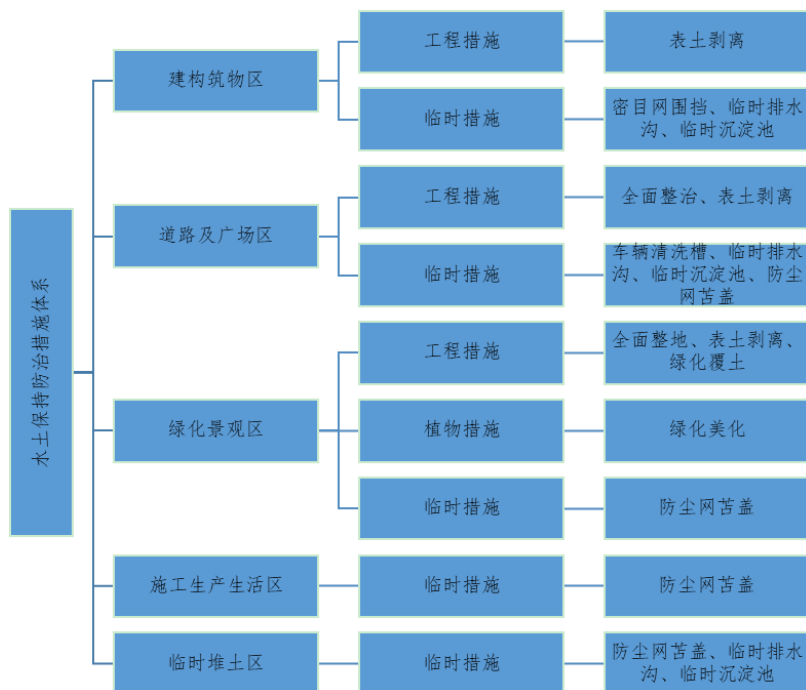 水土保持防治措施体系
建构筑物区
工程措施
表土剥离
临时措施
密目网围挡、临时排水
沟、临时沉淀池
道路及广场区
工程措施
全面整治、表土剥离
临时措施
车辆清洗槽、临时排水
沟、临时沉淀池、防尘
网苫盖
绿化景观区
工程措施
全面整地、表土剥离、
绿化覆土
植物措施
绿化美化
临时措施
防尘网苫盖
施工生产生活区
临时措施
防尘网苫盖
临时堆土区
临时措施
防尘网苫盖、临时排水
沟、临时沉淀池